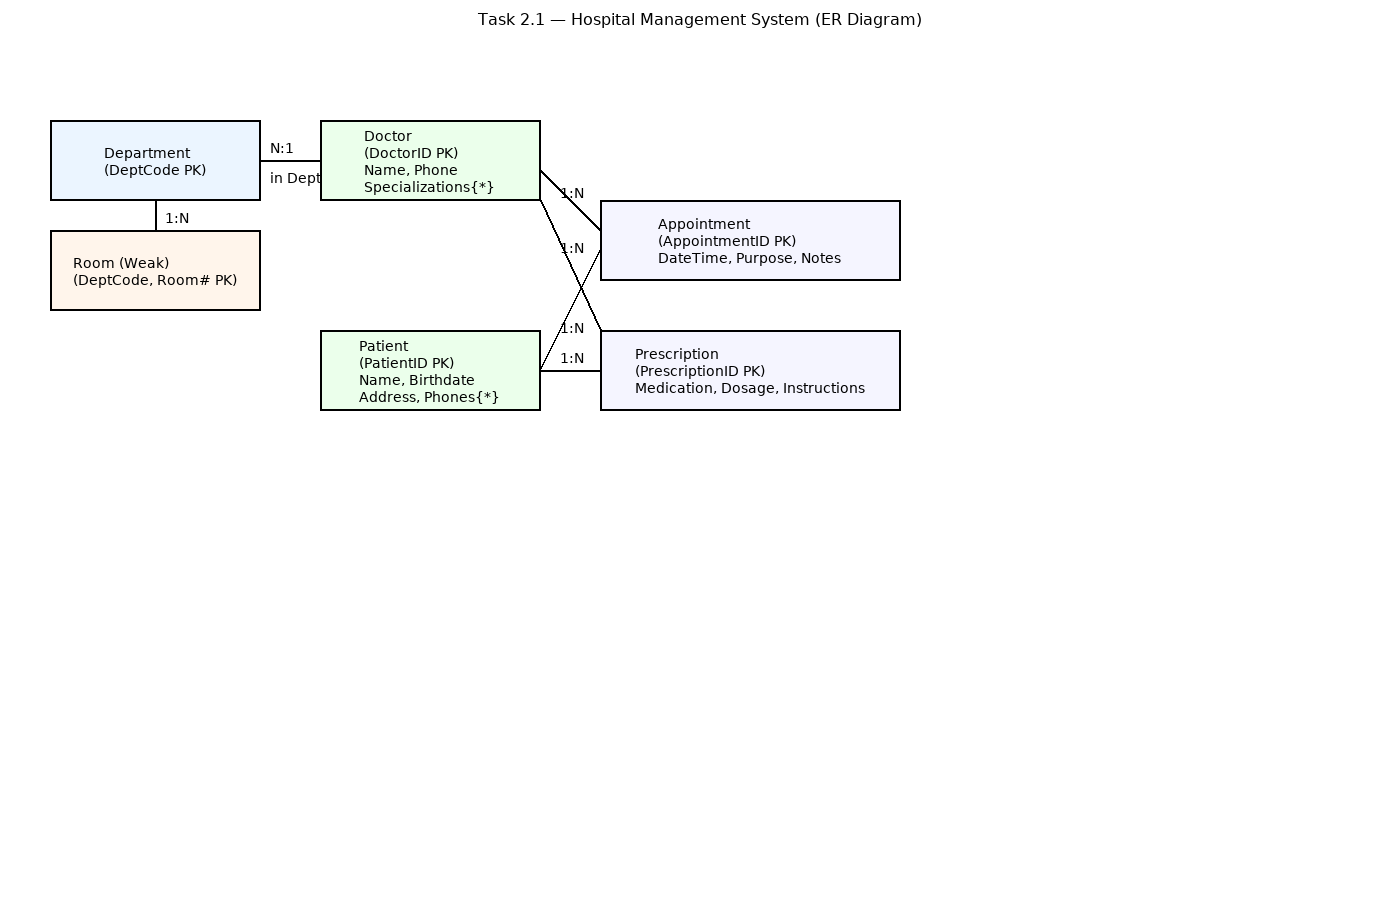 Task 2.1 — Hospital Management System (ER Diagram)
Department
(DeptCode PK)
N:1
in Dept
Doctor
(DoctorID PK)
Name, Phone
Specializations{*}
1:N
Room (Weak)
(DeptCode, Room# PK)
1:N
1:N
Appointment
(AppointmentID PK)
DateTime, Purpose, Notes
Patient
(PatientID PK)
Name, Birthdate
Address, Phones{*}
1:N
1:N
Prescription
(PrescriptionID PK)
Medication, Dosage, Instructions